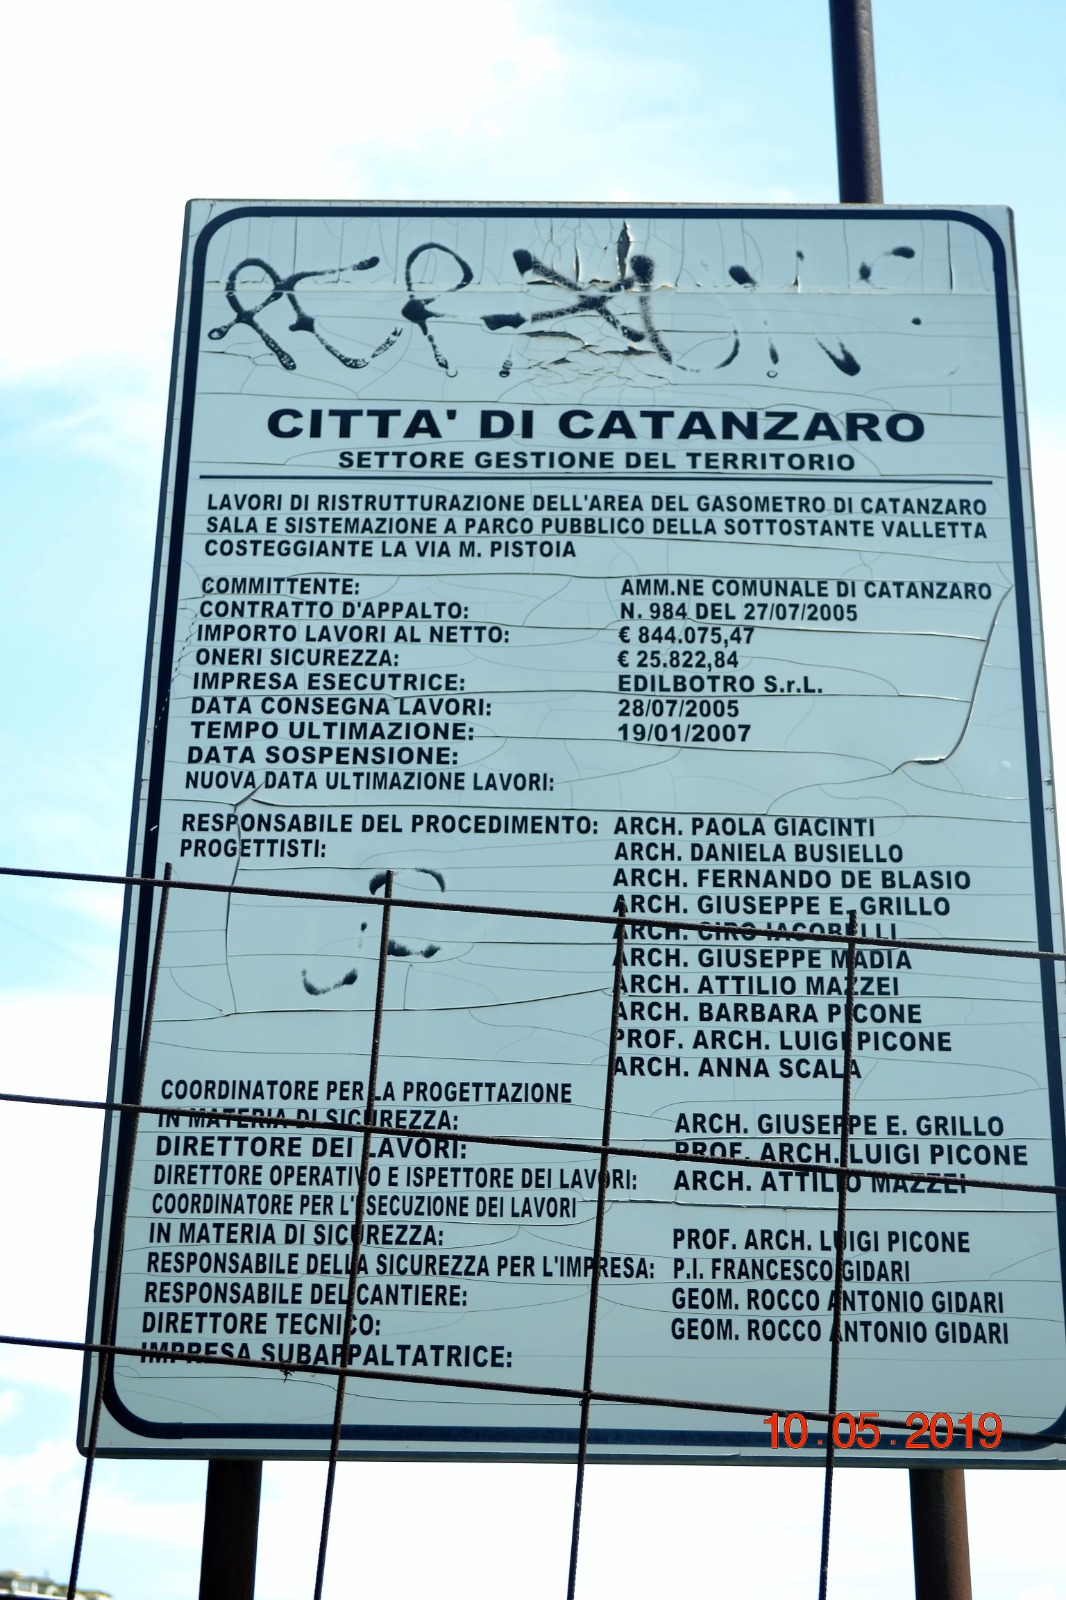 CITTA' DI CATANZARO
SETTORE GESTIONE DEL TERRITORIO
LAVORI DI RISTRUTTURAZIONE DELL'AREA DEL GASOMETRO DI CATANZARO
SALA E SISTEMAZIONE A PARCO PUBBLICO DELLA SOTTOSTANTE VALLETTA
COSTEGGIANTE LA VIA M. PISTOIA
COMMITTENTE: AMM.NE COMUNALE DI CATANZARO
CONTRATTO D'APPALTO: N. 984 DEL 27/07/2005
IMPORTO LAVORI AL NETTO: € 844.075,47
ONERI SICUREZZA: € 25.822,84
IMPRESA ESECUTRICE: EDILBOTRO S.r.L.
DATA CONSEGNA LAVORI: 28/07/2005
TEMPO ULTIMAZIONE: 19/01/2007
DATA SOSPENSIONE:
NUOVA DATA ULTIMAZIONE LAVORI:
RESPONSABILE DEL PROCEDIMENTO: ARCH. PAOLA GIACINTI
PROGETTISTI: ARCH. DANIELA BUSIELLO
ARCH. FERNANDO DE BLASIO
ARCH. GIUSEPPE E. GRILLO
ARCH. CIRO IACOBELLI
ARCH. GIUSEPPE MADIA
ARCH. ATTILIO MAZZEI
ARCH. BARBARA PICONE
PROF. ARCH. LUIGI PICONE
ARCH. ANNA SCALA
COORDINATORE PER LA PROGETTAZIONE
IN MATERIA DI SICUREZZA: ARCH. GIUSEPPE E. GRILLO
DIRETTORE DEI LAVORI: PROF. ARCH. LUIGI PICONE
DIRETTORE OPERATIVO E ISPETTORE DEI LAVORI: ARCH. ATTILIO MAZZEI
COORDINATORE PER L'ESECUZIONE DEI LAVORI
IN MATERIA DI SICUREZZA: PROF. ARCH. LUIGI PICONE
RESPONSABILE DELLA SICUREZZA PER L'IMPRESA: P.I. FRANCESCO GIDARI
RESPONSABILE DEL CANTIERE: GEOM. ROCCO ANTONIO GIDARI
DIRETTORE TECNICO: GEOM. ROCCO ANTONIO GIDARI
IMPRESA SUBAPPALTATRICE:
10.05.2019